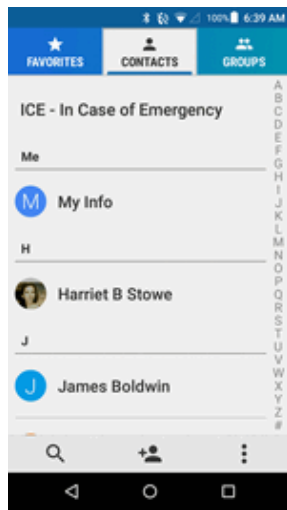 100% 6:39 AM
FAVORITES CONTACTS GROUPS
ICE - In Case of Emergency
Me
M My Info
H
Harriet B Stowe
J
J James Boldwin
A
B
C
D
E
F
G
H
I
J
K
L
M
N
O
P
Q
R
S
T
U
V
W
X
Y
Z
#